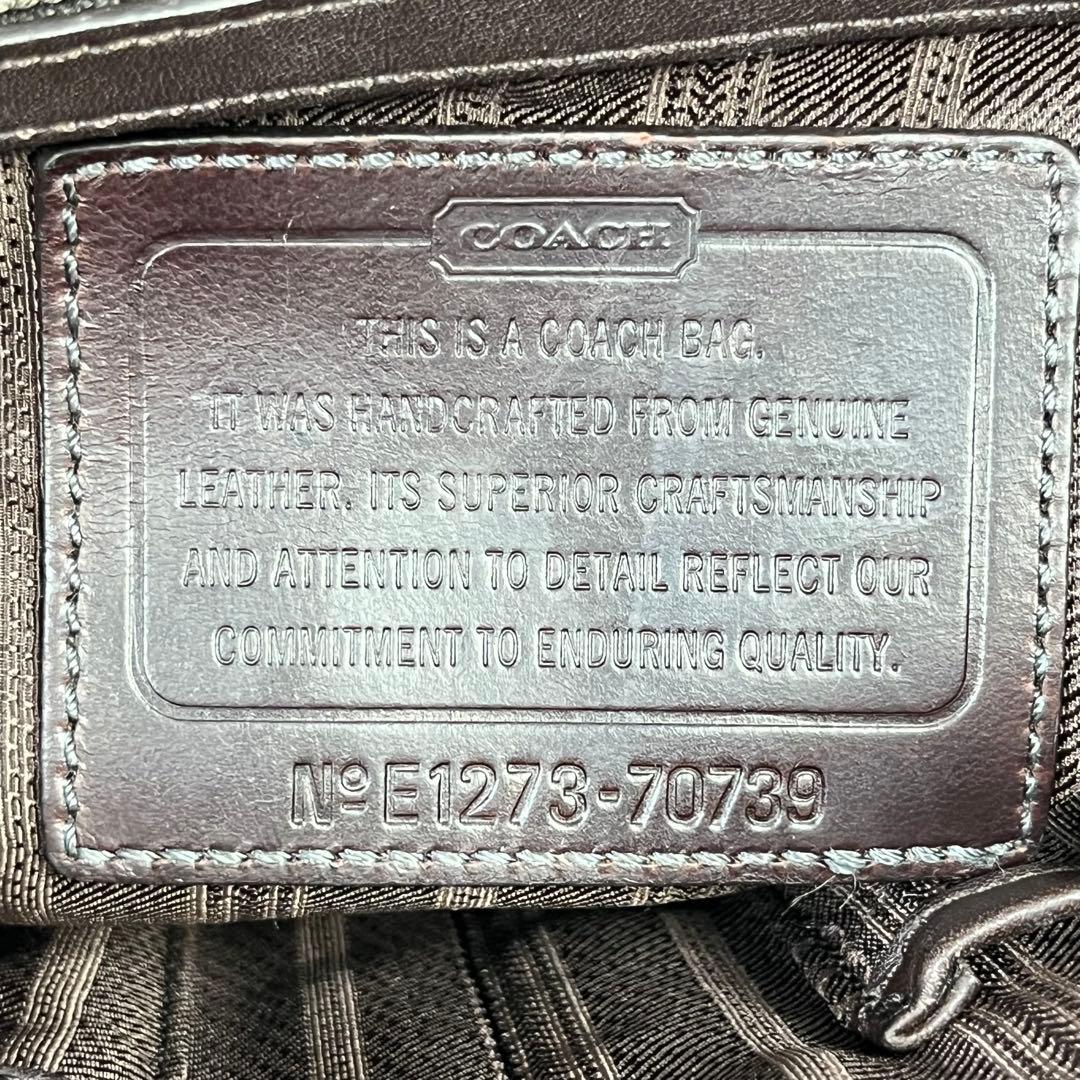 COACH
THIS IS A COACH BAG.
IT WAS HANDCRAFTED FROM GENUINE
LEATHER. ITS SUPERIOR CRAFTSMANSHIP
AND ATTENTION TO DETAIL REFLECT OUR
COMMITMENT TO ENDURING QUALITY.
Nº E1273-70739